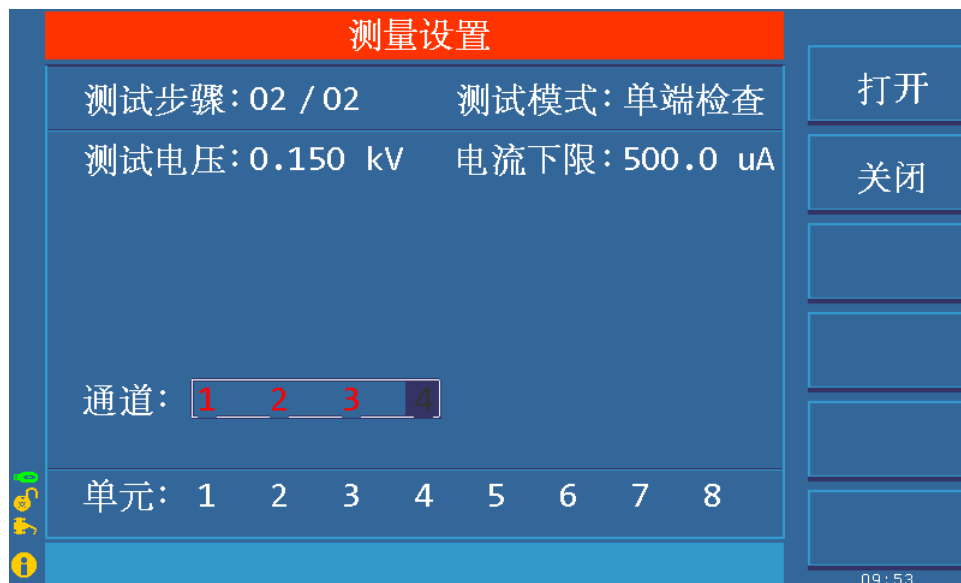 测量设置
测试步骤：02 / 02 测试模式：单端检查
测试电压：0.150 kV 电流下限：500.0 uA
通道： 1 2 3 4
单元： 1 2 3 4 5 6 7 8
打开
关闭
09:53